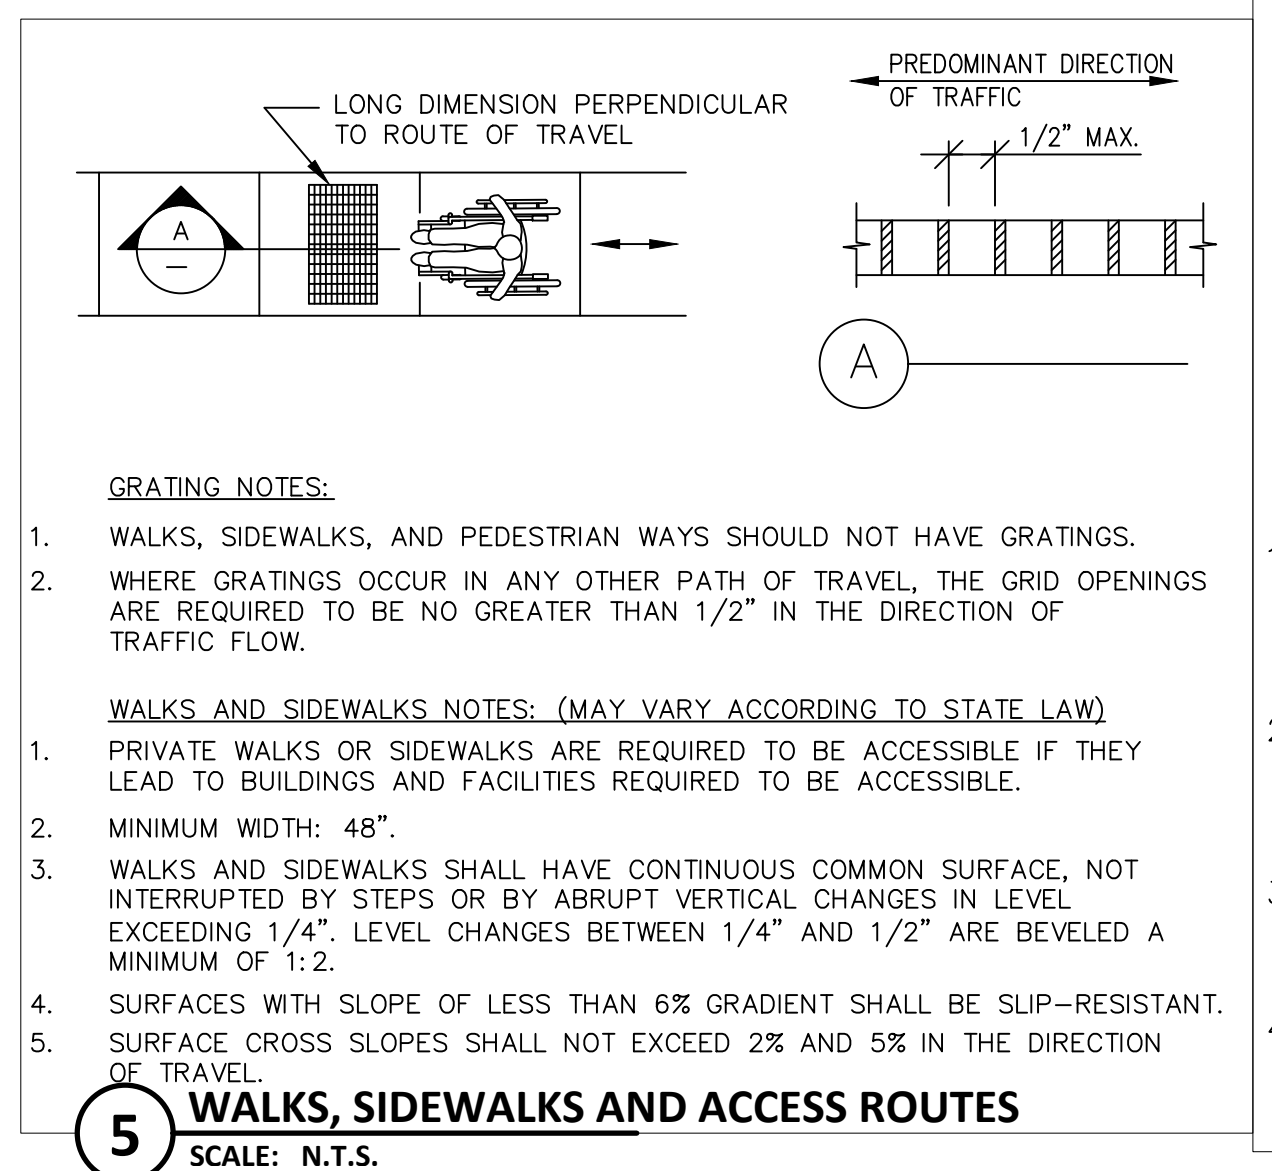 LONG DIMENSION PERPENDICULAR
TO ROUTE OF TRAVEL
A
—
PREDOMINANT DIRECTION
OF TRAFFIC
1/2" MAX.
A
GRATING NOTES:
1. WALKS, SIDEWALKS, AND PEDESTRIAN WAYS SHOULD NOT HAVE GRATINGS.
2. WHERE GRATINGS OCCUR IN ANY OTHER PATH OF TRAVEL, THE GRID OPENINGS
ARE REQUIRED TO BE NO GREATER THAN 1/2" IN THE DIRECTION OF
TRAFFIC FLOW.
WALKS AND SIDEWALKS NOTES: (MAY VARY ACCORDING TO STATE LAW)
1. PRIVATE WALKS OR SIDEWALKS ARE REQUIRED TO BE ACCESSIBLE IF THEY
LEAD TO BUILDINGS AND FACILITIES REQUIRED TO BE ACCESSIBLE.
2. MINIMUM WIDTH: 48".
3. WALKS AND SIDEWALKS SHALL HAVE CONTINUOUS COMMON SURFACE, NOT
INTERRUPTED BY STEPS OR BY ABRUPT VERTICAL CHANGES IN LEVEL
EXCEEDING 1/4". LEVEL CHANGES BETWEEN 1/4" AND 1/2" ARE BEVELED A
MINIMUM OF 1:2.
4. SURFACES WITH SLOPE OF LESS THAN 6% GRADIENT SHALL BE SLIP-RESISTANT.
5. SURFACE CROSS SLOPES SHALL NOT EXCEED 2% AND 5% IN THE DIRECTION
OF TRAVEL.
5 WALKS, SIDEWALKS AND ACCESS ROUTES
SCALE: N.T.S.